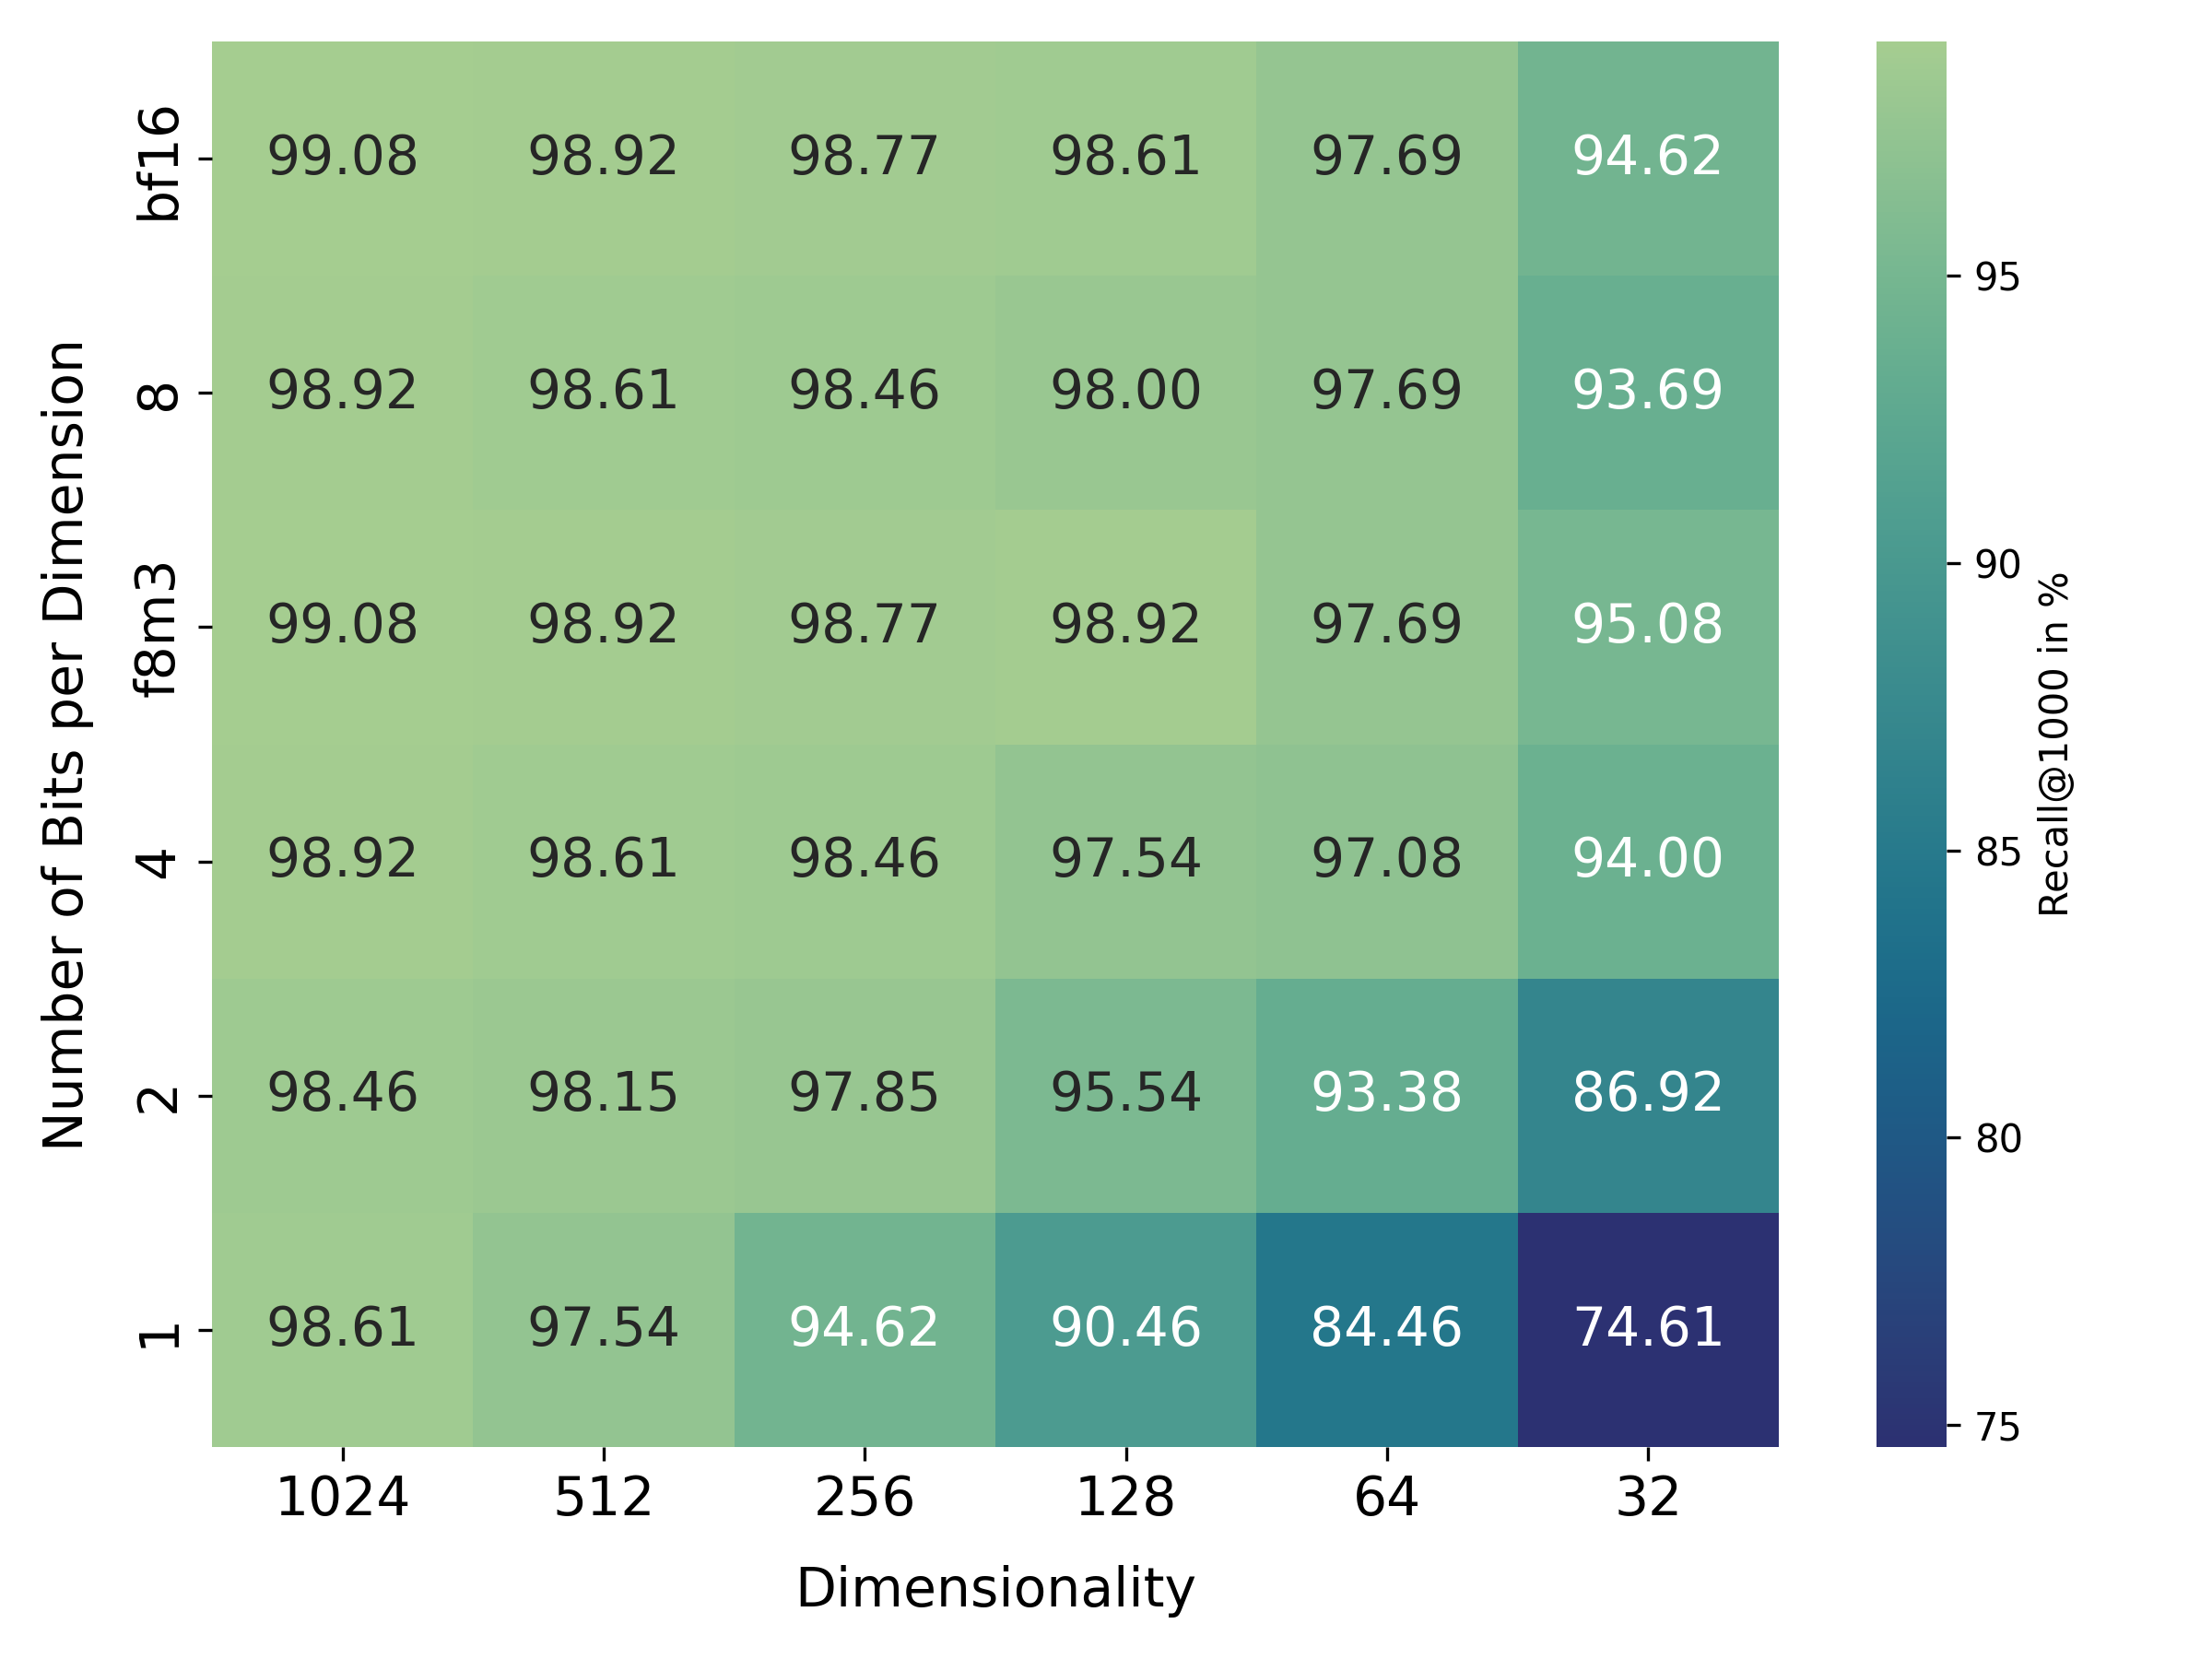 Number of Bits per Dimension
bf16
99.08 98.92 98.77 98.61 97.69 94.62
8
98.92 98.61 98.46 98.00 97.69 93.69
f8m3
99.08 98.92 98.77 98.92 97.69 95.08
4
98.92 98.61 98.46 97.54 97.08 94.00
2
98.46 98.15 97.85 95.54 93.38 86.92
1
98.61 97.54 94.62 90.46 84.46 74.61
1024 512 256 128 64 32
Dimensionality
95
90
85
80
75
Recall@1000 in %